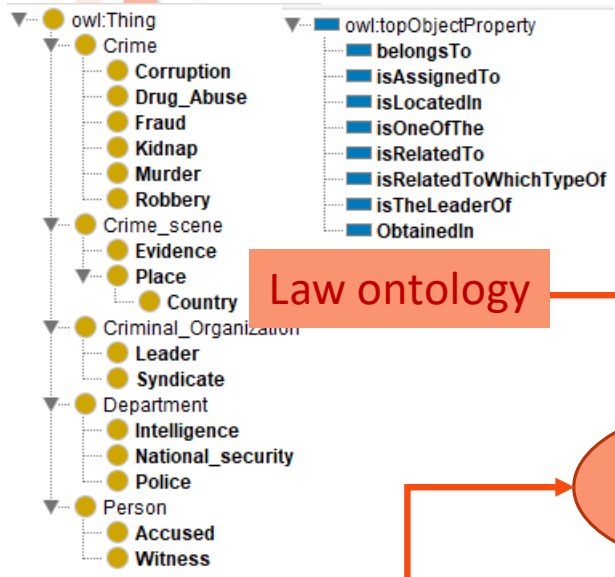 owl:Thing
Crime
Corruption
Drug_Abuse
Fraud
Kidnap
Murder
Robbery
Crime_scene
Evidence
Place
Country
Criminal_Organization
Leader
Syndicate
Department
Intelligence
National_security
Police
Person
Accused
Witness
owl:topObjectProperty
belongsTo
isAssignedTo
isLocatedIn
isOneOfThe
isRelatedTo
isRelatedToWhichTypeOf
isTheLeaderOf
ObtainedIn
Law ontology